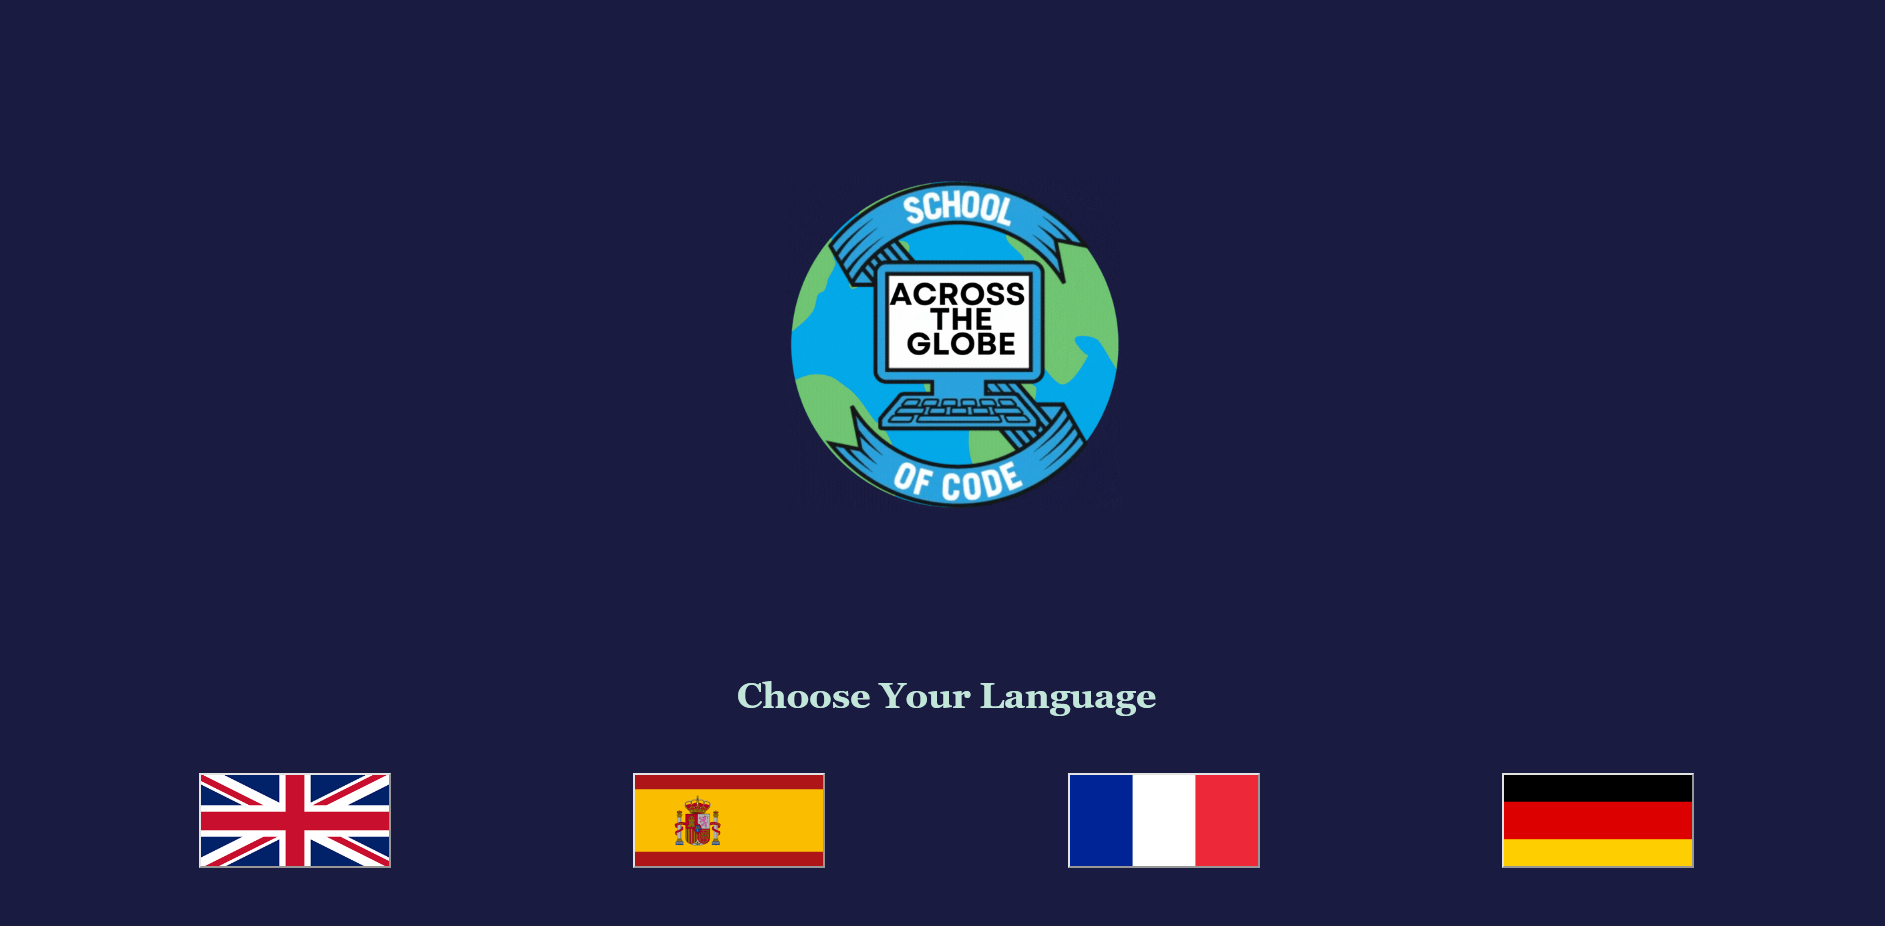 SCHOOL
ACROSS
THE
GLOBE
OF CODE
Choose Your Language